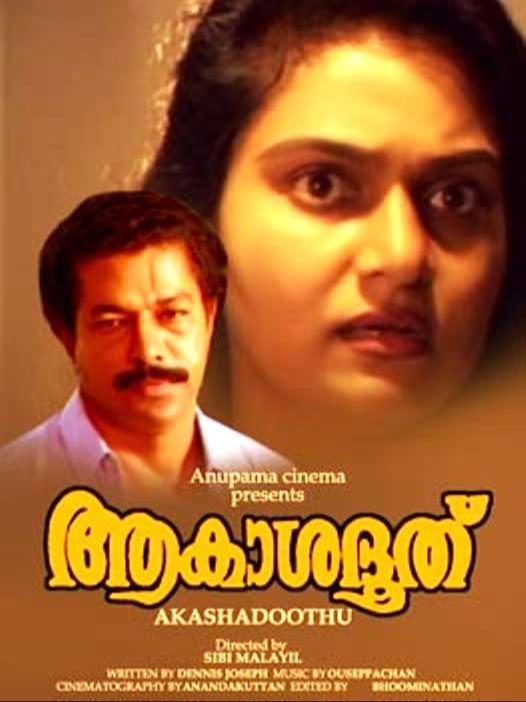 Anupama cinema
presents
ആകാശദൂത്
AKASHADOOTHU
Directed by
SIBI MALAYIL
WRITTEN BY DENNIS JOSEPH MUSIC BY OUSEPPACHAN
CINEMATOGRAPHY BY ANANDAKUTTAN EDITED BY BHOOMINATHAN